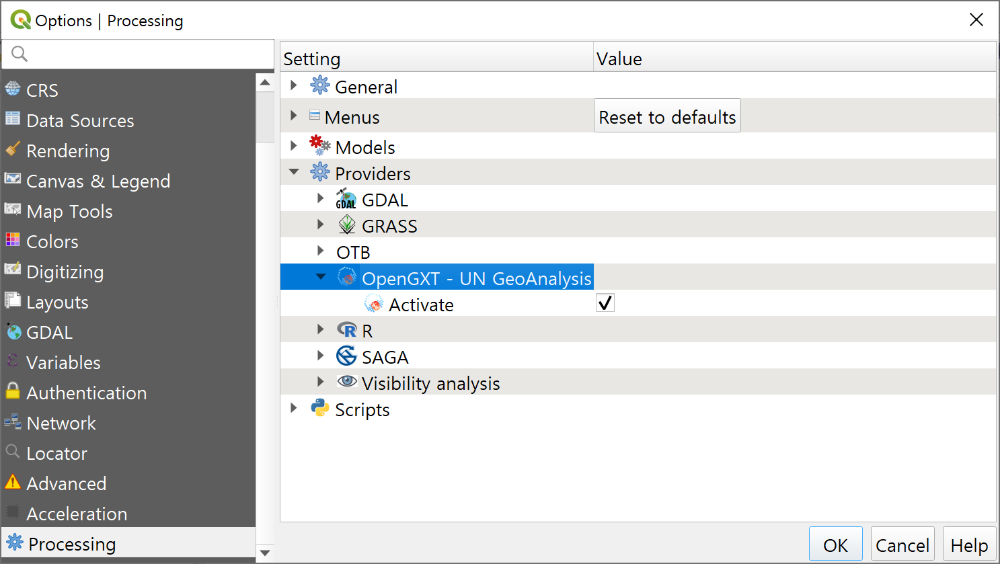 Options | Processing
CRS
Data Sources
Rendering
Canvas & Legend
Map Tools
Colors
Digitizing
Layouts
GDAL
Variables
Authentication
Network
Locator
Advanced
Acceleration
Processing
Setting Value
General
Menus Reset to defaults
Models
Providers
GDAL GDAL
GRASS
OTB
OpenGXT - UN GeoAnalysis
Activate
R R
SAGA
Visibility analysis
Scripts
OK Cancel Help